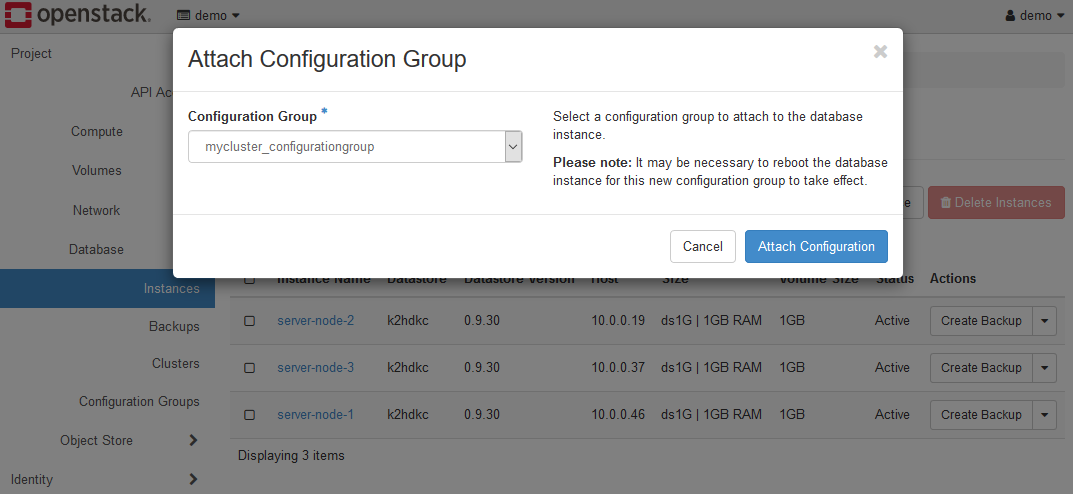 openstack.
demo
demo
Project
API Acc
Compute
Volumes
Network
Database
Instances
Backups
Clusters
Configuration Groups
Object Store
Identity
Attach Configuration Group
×
Configuration Group *
mycluster_configurationgroup
Select a configuration group to attach to the database
instance.
Please note: It may be necessary to reboot the database
instance for this new configuration group to take effect.
Cancel
Attach Configuration
e
Delete Instances
Instance Name Datastore Datastore Version Host Size Volume Size Status Actions
server-node-2 k2hdkc 0.9.30 10.0.0.19 ds1G | 1GB RAM 1GB Active Create Backup
server-node-3 k2hdkc 0.9.30 10.0.0.37 ds1G | 1GB RAM 1GB Active Create Backup
server-node-1 k2hdkc 0.9.30 10.0.0.46 ds1G | 1GB RAM 1GB Active Create Backup
Displaying 3 items